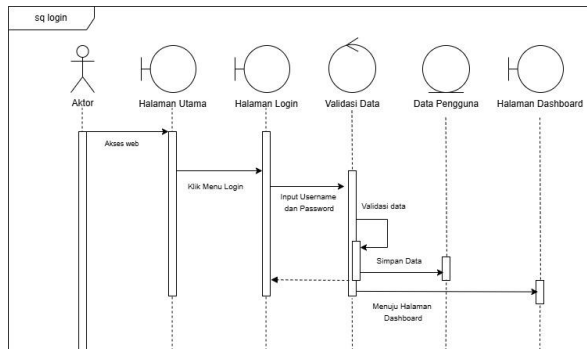 sq login
Aktor
Halaman Utama
Halaman Login
Validasi Data
Data Pengguna
Halaman Dashboard
Akses web
Klik Menu Login
Input Username
dan Password
Validasi data
Simpan Data
Menuju Halaman
Dashboard